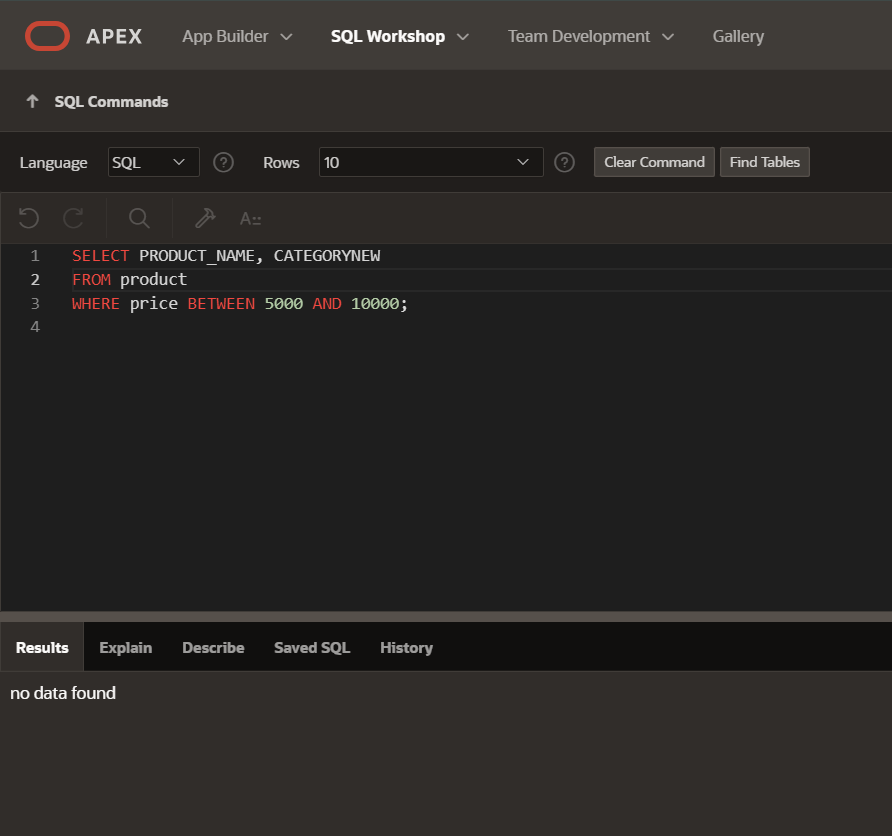 APEX App Builder SQL Workshop Team Development Gallery
SQL Commands
Language SQL ? Rows 10 ? Clear Command Find Tables
A
1 SELECT PRODUCT_NAME, CATEGORYNEW
2 FROM product
3 WHERE price BETWEEN 5000 AND 10000;
4
Results Explain Describe Saved SQL History
no data found